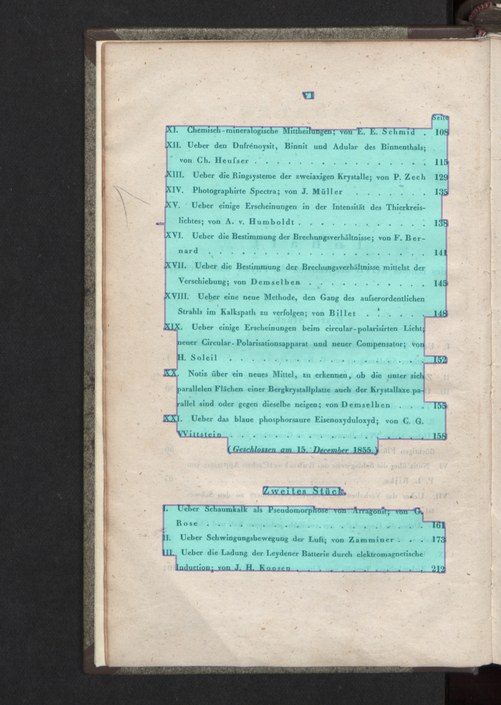 VI
Seite
XI. Chemisch-mineralogische Mittheilungen; von E. E. Schmid . 108
XII. Ueber den Dufrénoysit, Binnit und Adular des Binnenthals;
von Ch. Heusser . . . . . . . . . . . 115
XIII. Ueber die Ringsysteme der zweiaxigen Krystalle; von P. Zech 129
XIV. Photographirte Spectra; von J. Müller . . . . . . . 135
XV. Ueber einige Erscheinungen in der Intensität des Thierkreis-
lichtes; von A. v. Humboldt . . . . . . . . . 138
XVI. Ueber die Bestimmung der Brechungsverhältnisse; von F. Ber-
nard . . . . . . . . . . . . . 141
XVII. Ueber die Bestimmung der Brechungsverhältnisse mittelst der
Verschiebung; von Demselben . . . . . . . . 145
XVIII. Ueber eine neue Methode, den Gang des aufserordentlichen
Strahls im Kalkspath zu verfolgen; von Billet . . . . 148
XIX. Ueber einige Erscheinungen beim circular-polarisirten Licht;
neuer Circular-Polarisationsapparat und neuer Compensator; von
H. Soleil . . . . . . . . . . . . 152
XX. Notiz über ein neues Mittel, zu erkennen, ob die unter sich
parallelen Flächen einer Bergkrystallplatte auch der Krystallaxe pa-
rallel sind oder gegen dieselbe neigen; von Demselben . . . 155
XXI. Ueber das blaue phosphorsaure Eisenoxyduloxyd; von C. G.
Wittstein . . . . . . . . . . . . 158
(Geschlossen am 15. December 1855.)
Zweites Stück.
I. Ueber Schaumkalk als Pseudomorphose von Arragonit; von G.
Rose . . . . . . . . . . . . . 161
II. Ueber Schwingungsbewegung der Luft; von Zamminer . . . 173
III. Ueber die Ladung der Leydener Batterie durch elektromagnetische
Induction; von J. H. Koosen . . . . . . . . 212